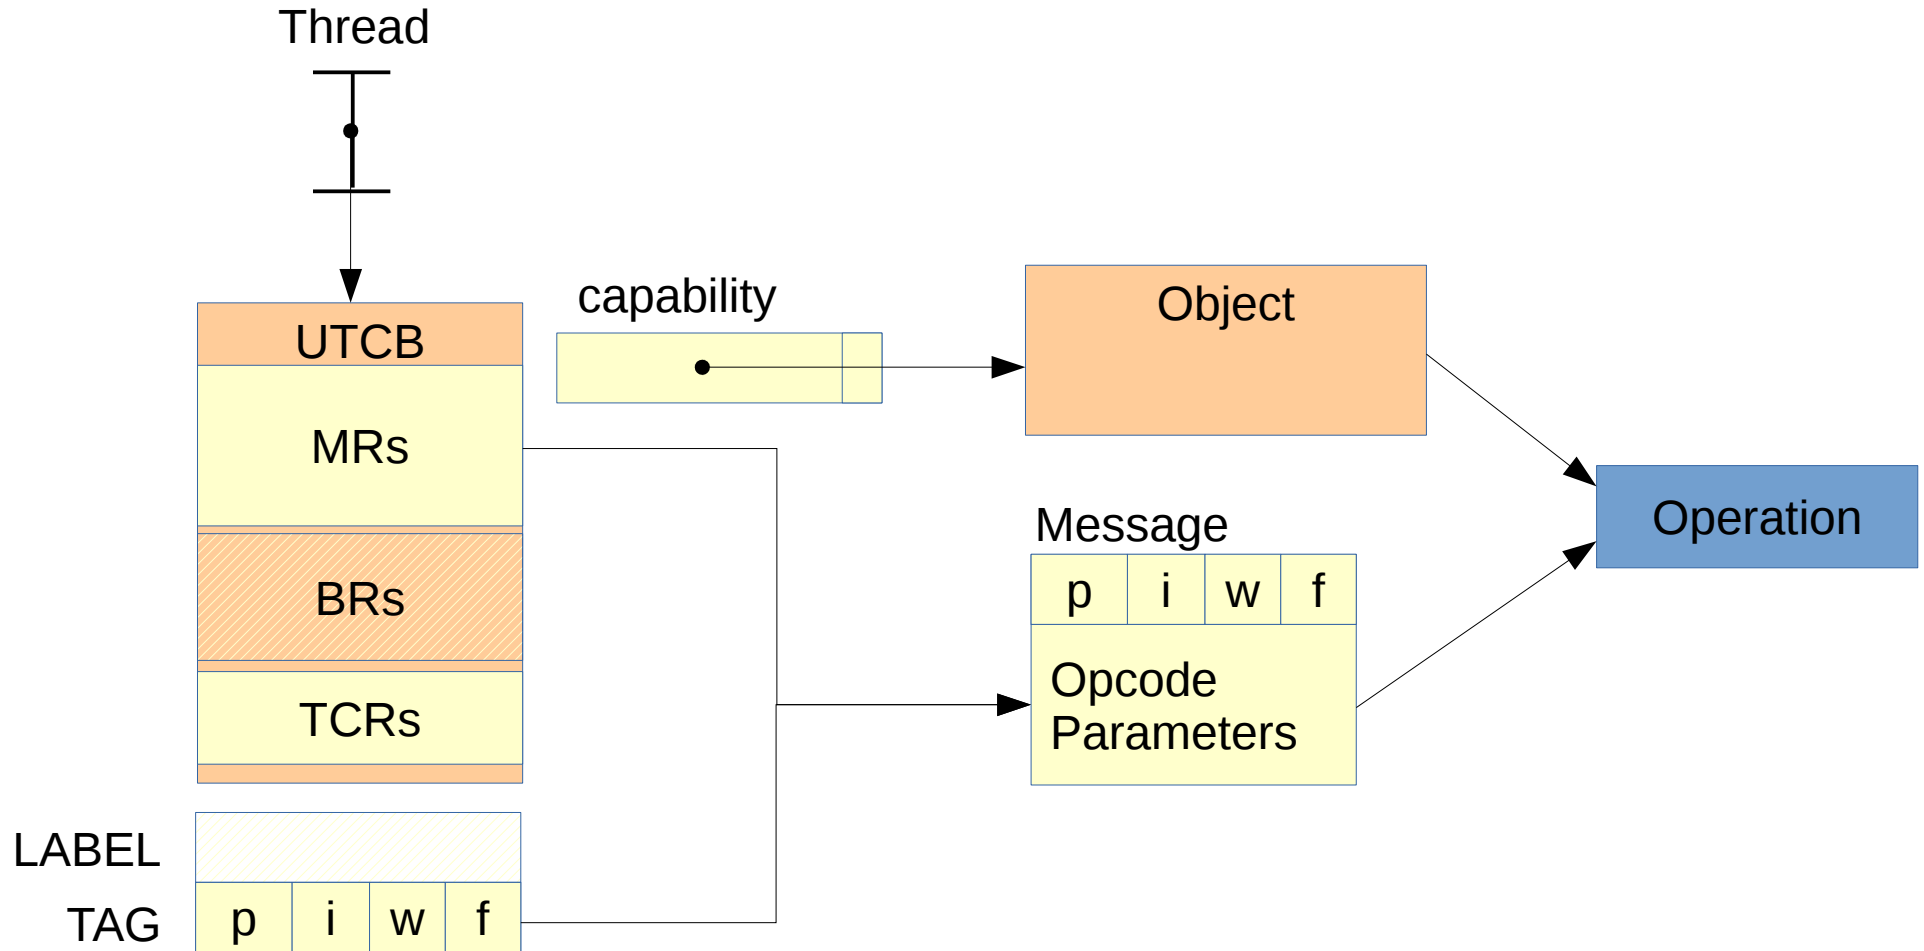 Thread
UTCB
MRs
BRs
TCRs
LABEL
TAG
p i w f
capability
Object
Message
p i w f
Opcode
Parameters
Operation